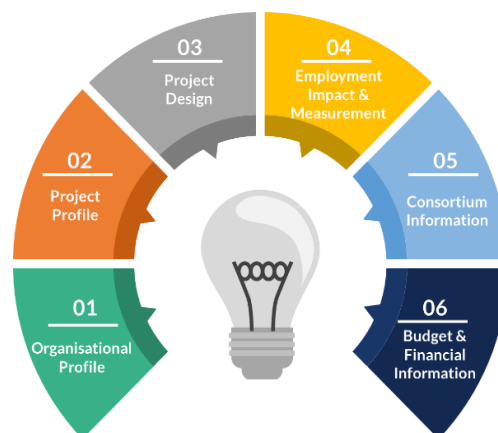 01
Organisational
Profile
02
Project
Profile
03
Project
Design
04
Employment
Impact &
Measurement
05
Consortium
Information
06
Budget &
Financial
Information